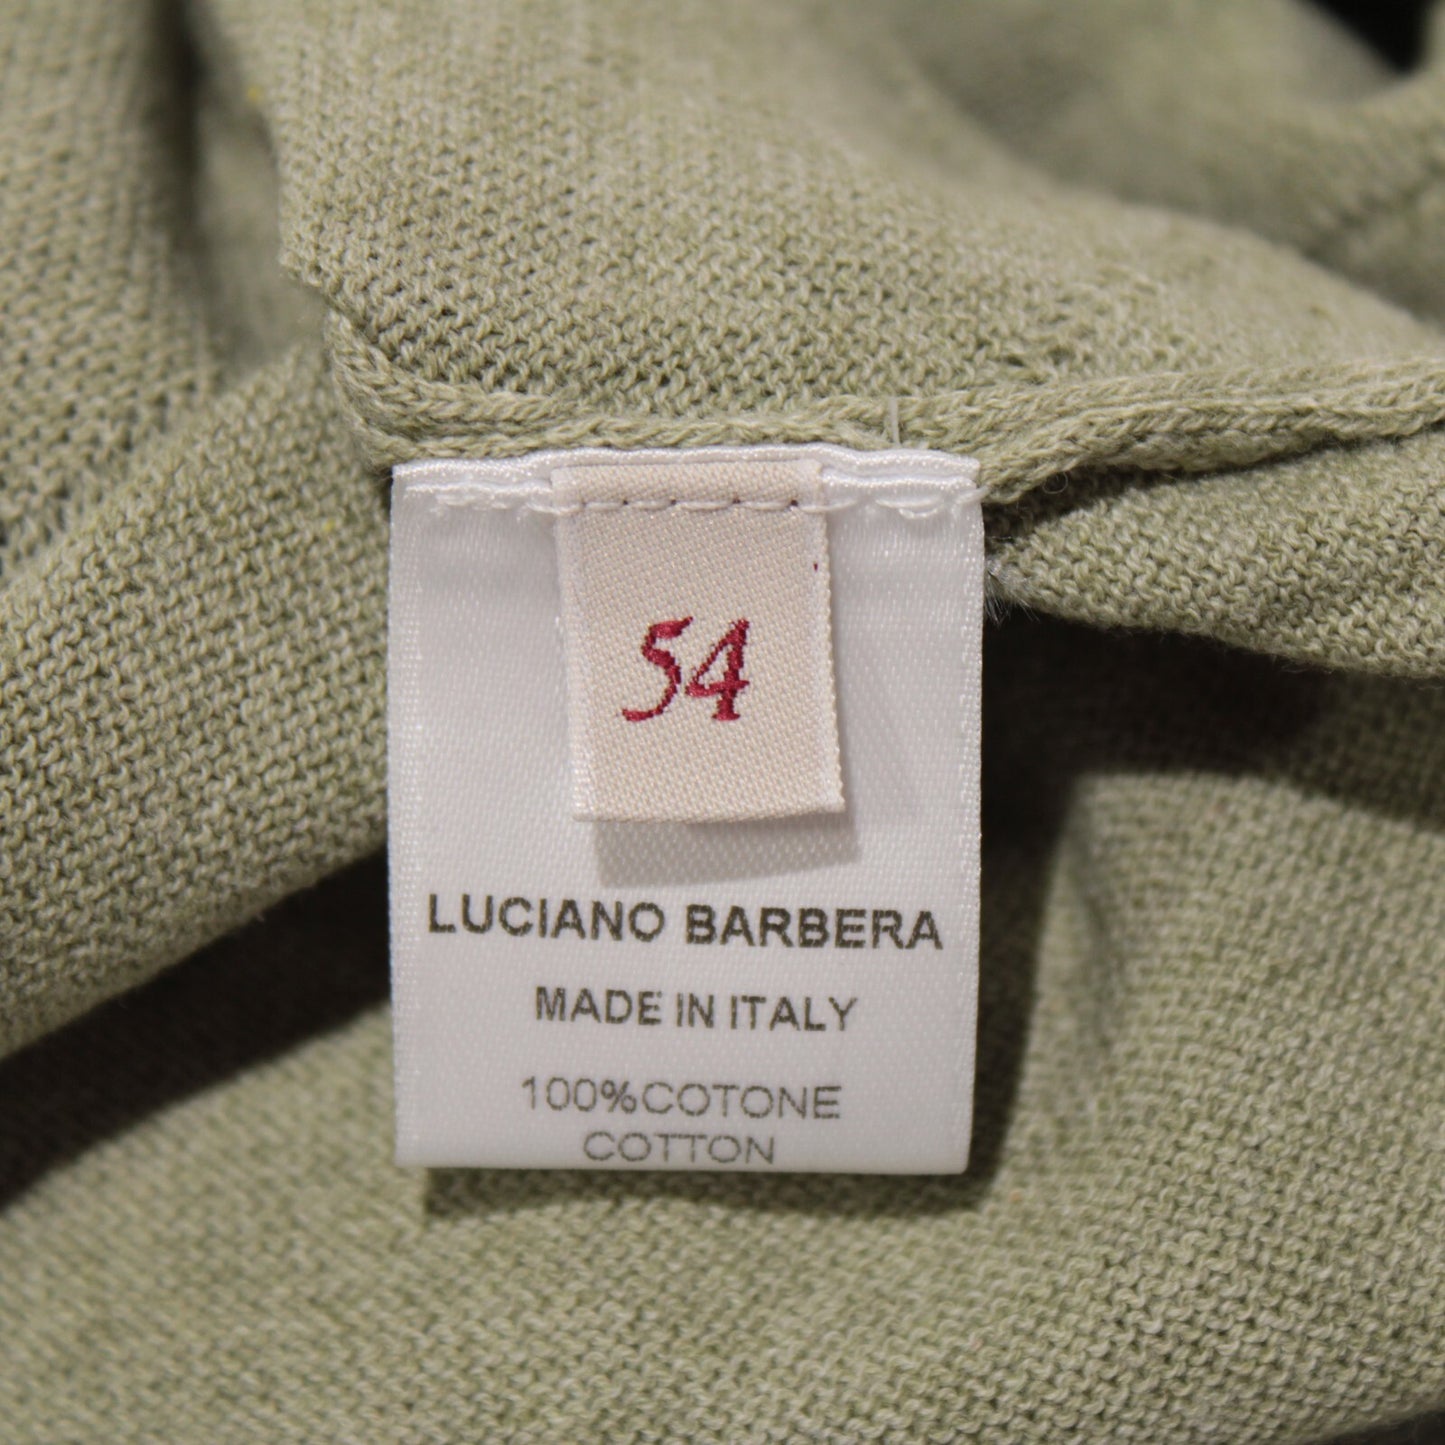 54
LUCIANO BARBERA
MADE IN ITALY
100%COTONE
COTTON